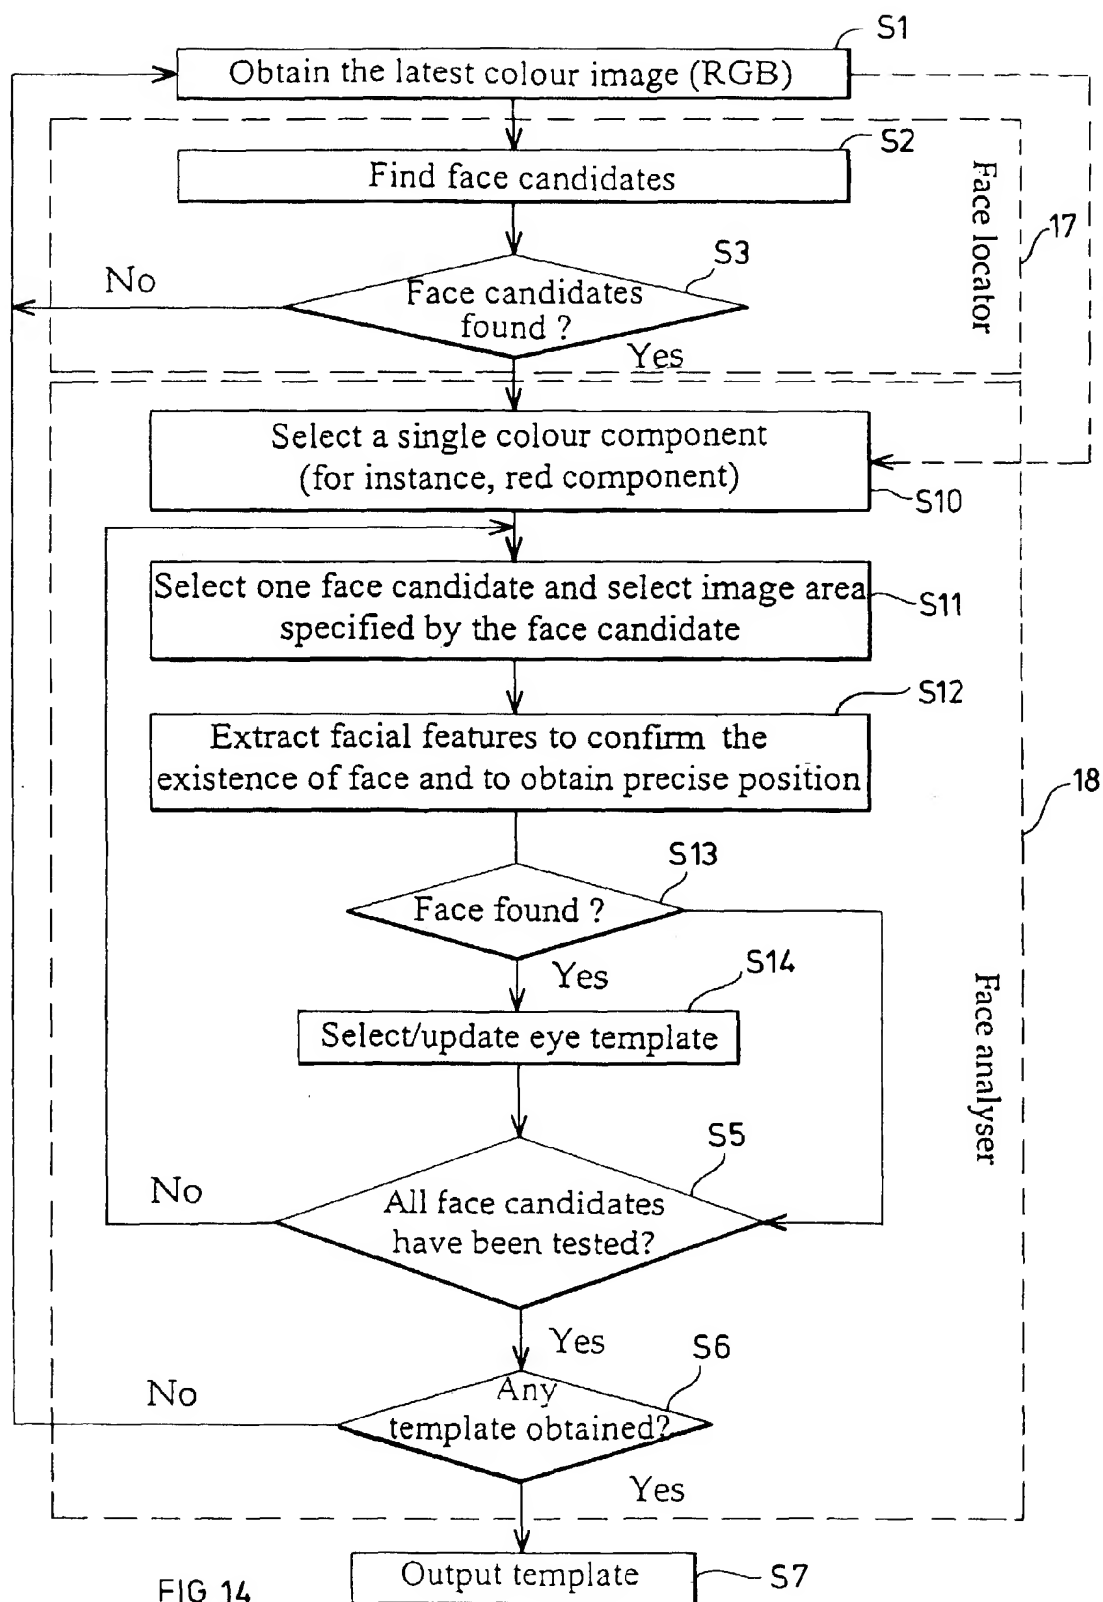 S1
Obtain the latest colour image (RGB)
S2
Find face candidates
Face locator
17
S3
No
Face candidates
found ?
Yes
Select a single colour component
(for instance, red component)
S10
Select one face candidate and select image area
specified by the face candidate
S11
S12
Extract facial features to confirm the
existence of face and to obtain precise position
18
S13
Face found ?
Yes
S14
Select/update eye template
Face analyser
S5
No
All face candidates
have been tested?
Yes
S6
No
Any
template obtained?
Yes
Output template
S7
FIG 14